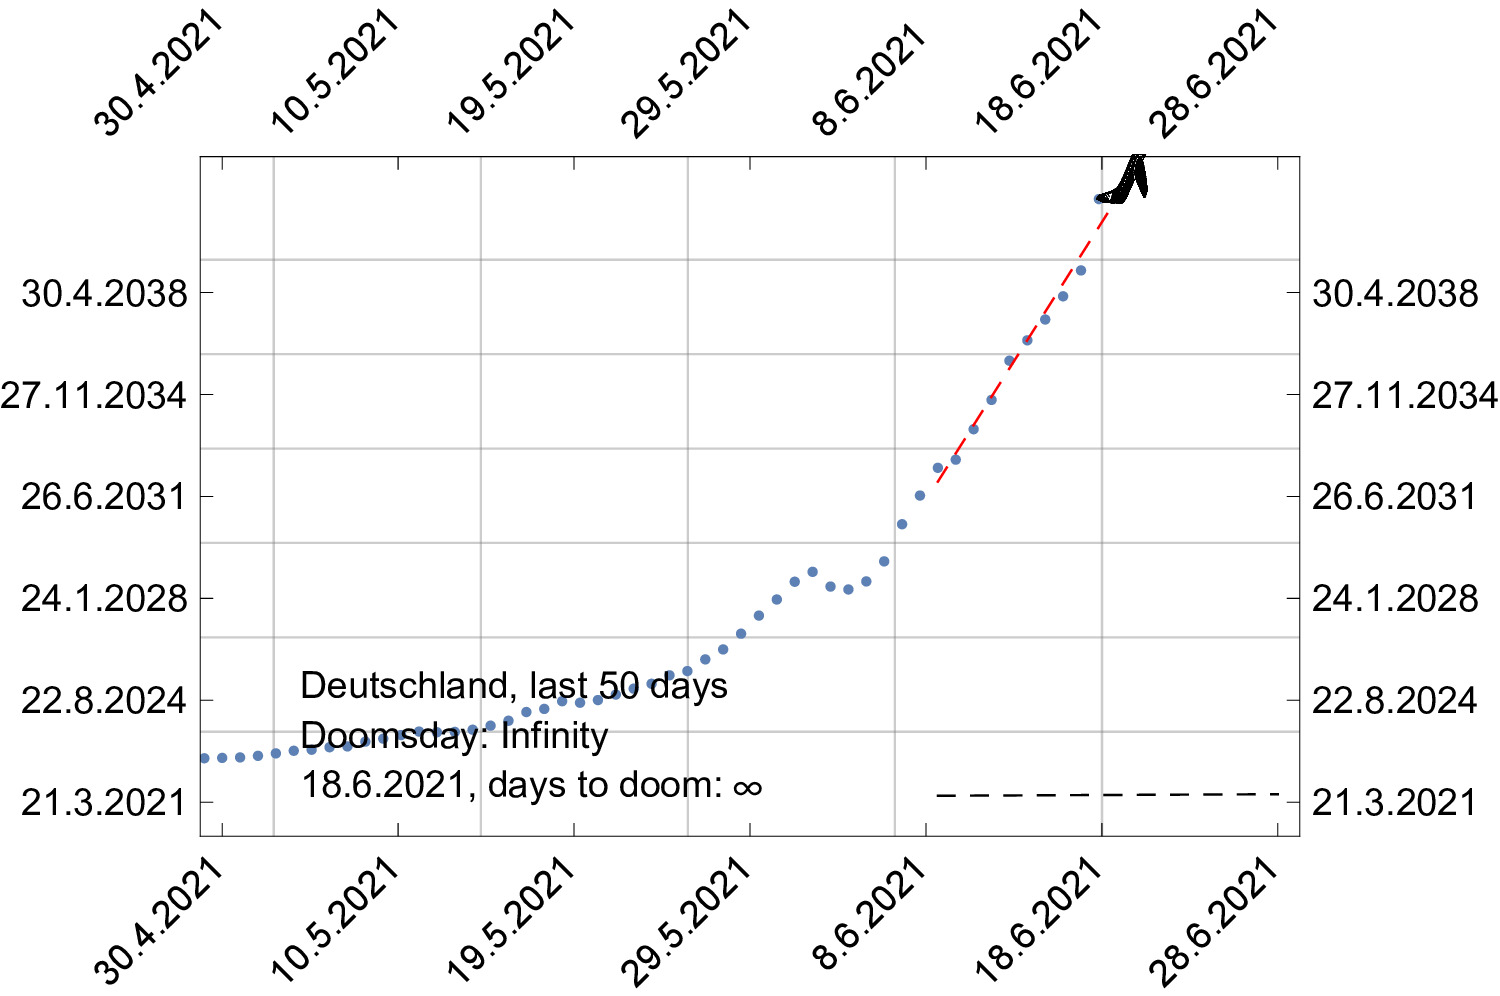 30.4.2021 10.5.2021 19.5.2021 29.5.2021 8.6.2021 18.6.2021 28.6.2021
30.4.2038 30.4.2038
27.11.2034 27.11.2034
26.6.2031 26.6.2031
24.1.2028 24.1.2028
Deutschland, last 50 days
22.8.2024 22.8.2024
Doomsday: Infinity
18.6.2021, days to doom: ∞
21.3.2021 21.3.2021
30.4.2021 10.5.2021 19.5.2021 29.5.2021 8.6.2021 18.6.2021 28.6.2021